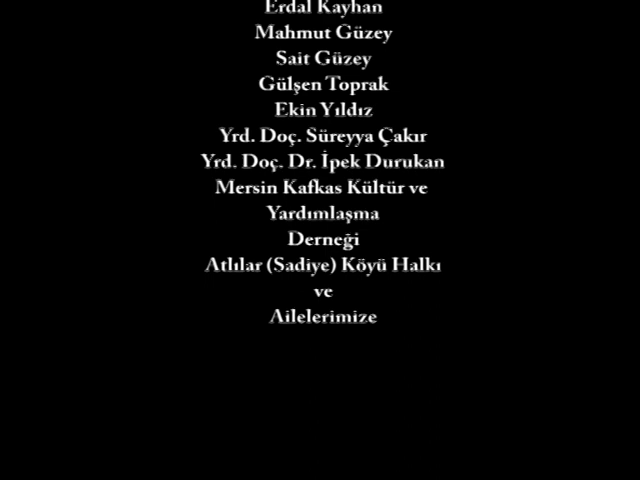 Erdal Kayhan
Mahmut Güzey
Sait Güzey
Gülşen Toprak
Ekin Yıldız
Yrd. Doç. Süreyya Çakır
Yrd. Doç. Dr. İpek Durukan
Mersin Kafkas Kültür ve
Yardımlaşma
Derneği
Atlılar (Sadiye) Köyü Halkı
ve
Ailelerimize